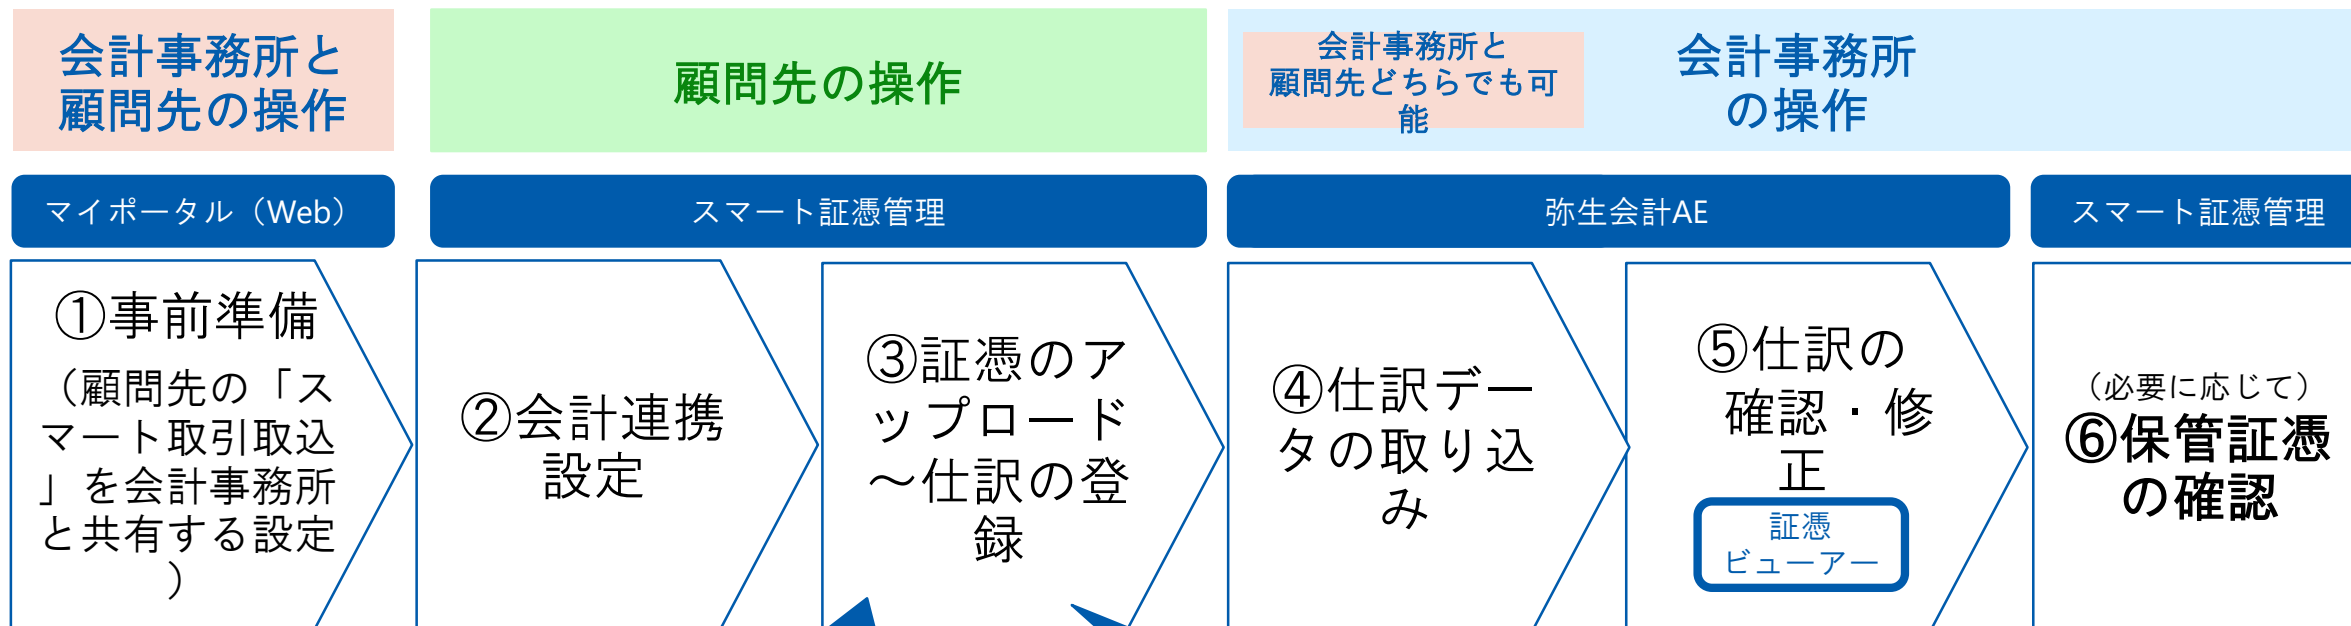 会計事務所と
顧問先の操作
顧問先の操作
会計事務所と
顧問先どちらでも可
能
会計事務所
の操作
マイポータル（Web）
スマート証憑管理
弥生会計AE
スマート証憑管理
①事前準備
（顧問先の「ス
マート取引取込
」を会計事務所
と共有する設定
）
②会計連携
設定
③証憑のア
ップロード
～仕訳の登
録
④仕訳デー
タの取り込
み
⑤仕訳の
確認・修
正
証憑
ビューアー
（必要に応じて）
⑥保管証憑
の確認